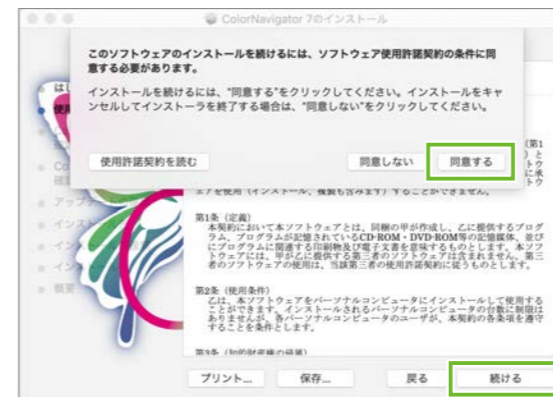 ColorNavigator 7のインストール
このソフトウェアのインストールを続けるには、ソフトウェア使用許諾契約の条件に同
意する必要があります。
インストールを続けるには、"同意する"をクリックしてください。インストールをキャ
ンセルしてインストーラを終了する場合は、"同意しない"をクリックしてください。
使用許諾契約を読む
同意しない
同意する
ェアを使用（インストール、複製も含みます）することができません。
第1条（定義）
本契約において本ソフトウェアとは、同梱の甲が作成し、乙に提供するプログ
ラム、プログラムが記憶されているCD-ROM・DVD-ROM等の記憶媒体、並び
にプログラムに関連する印刷物及び電子文書を意味するものとします。本ソフ
トウェアには、甲が乙に提供する第三者のソフトウェアは含まれません。第三
者のソフトウェアの使用は、当該第三者の使用許諾契約に従うものとします。
第2条（使用条件）
乙は、本ソフトウェアをパーソナルコンピュータにインストールして使用する
ことができます。インストールされるパーソナルコンピュータの台数に制限は
ありませんが、各パーソナルコンピュータのユーザが、本契約の各条項を遵守
することを条件とします。
第3条（知的財産権の帰属）
概要
プリント...
保存...
戻る
続ける